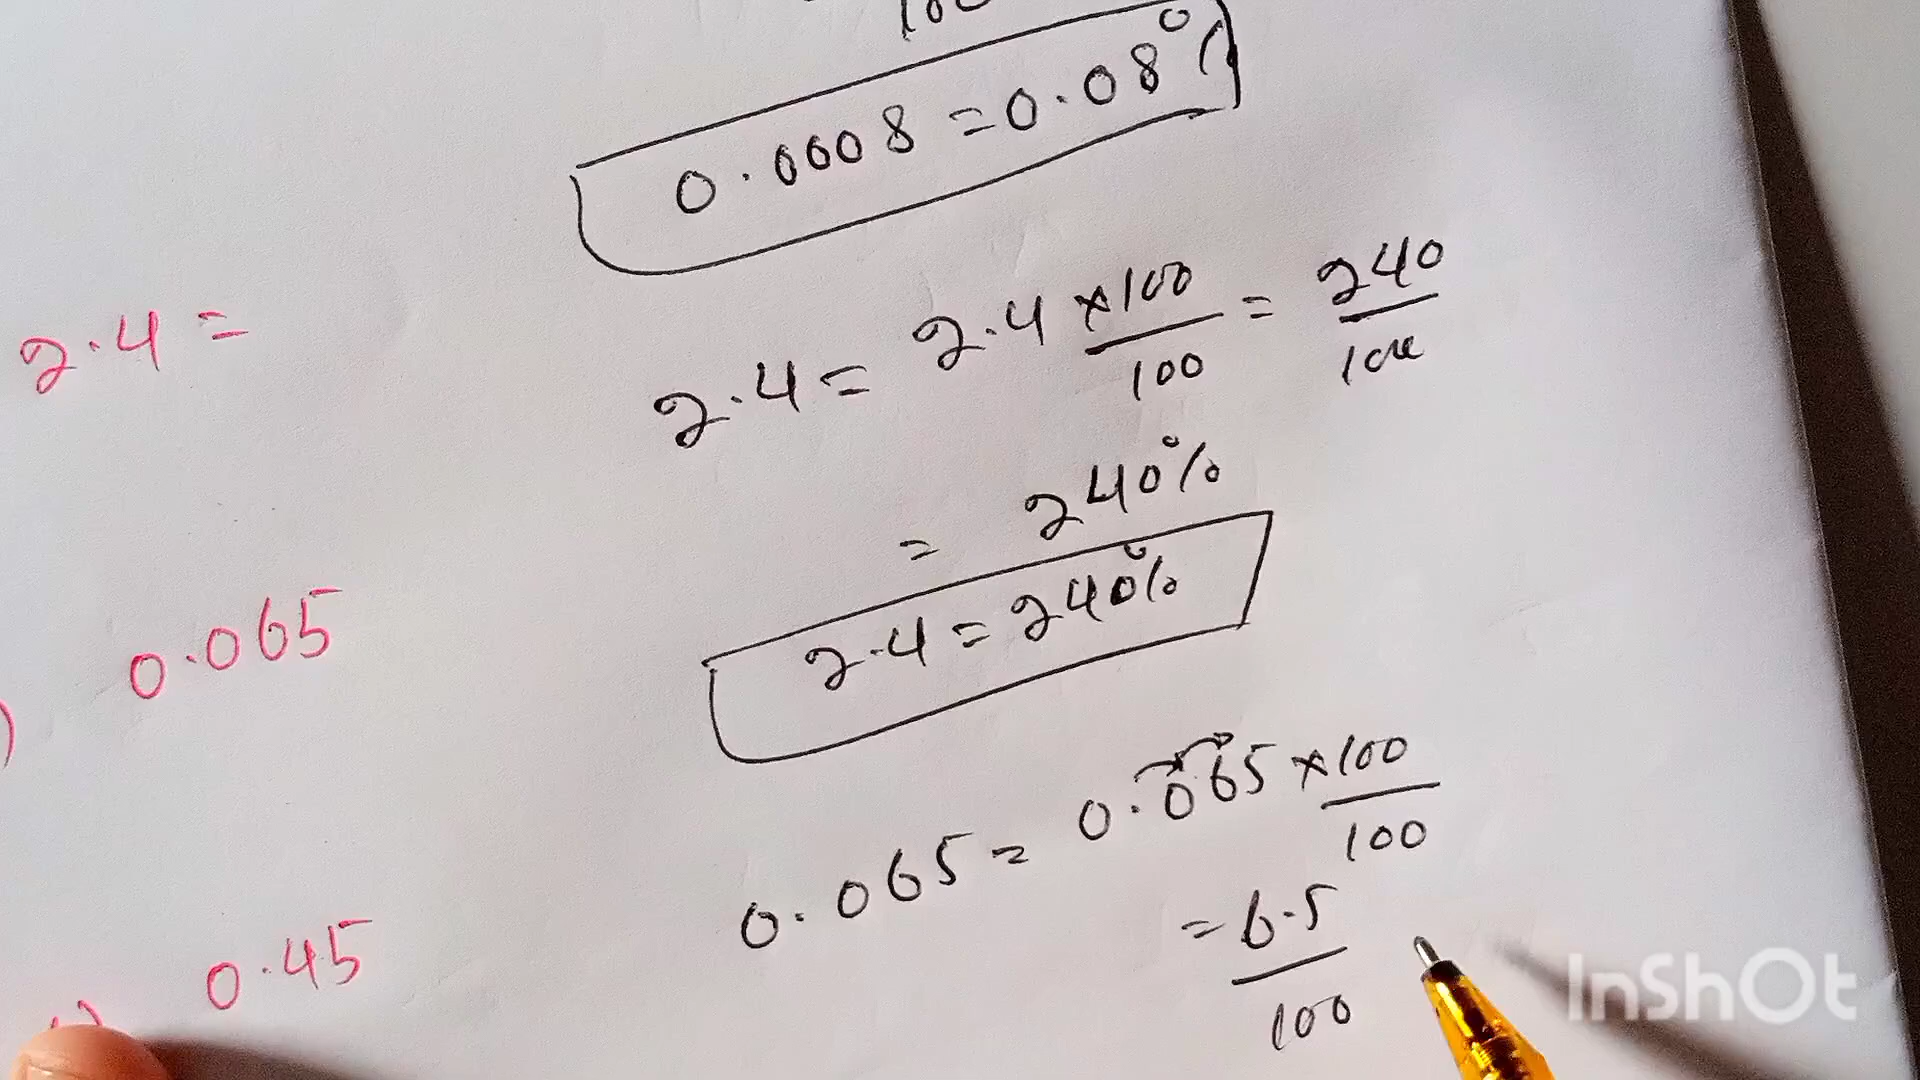 0.0008 = 0.08%
2.4 =
2.4 = 2.4 × 100 / 100 = 240 / 100
= 240%
2.4 = 240%
0.065
0.065 = 0.065 × 100 / 100
= 6.5 / 100
0.45
InShOt